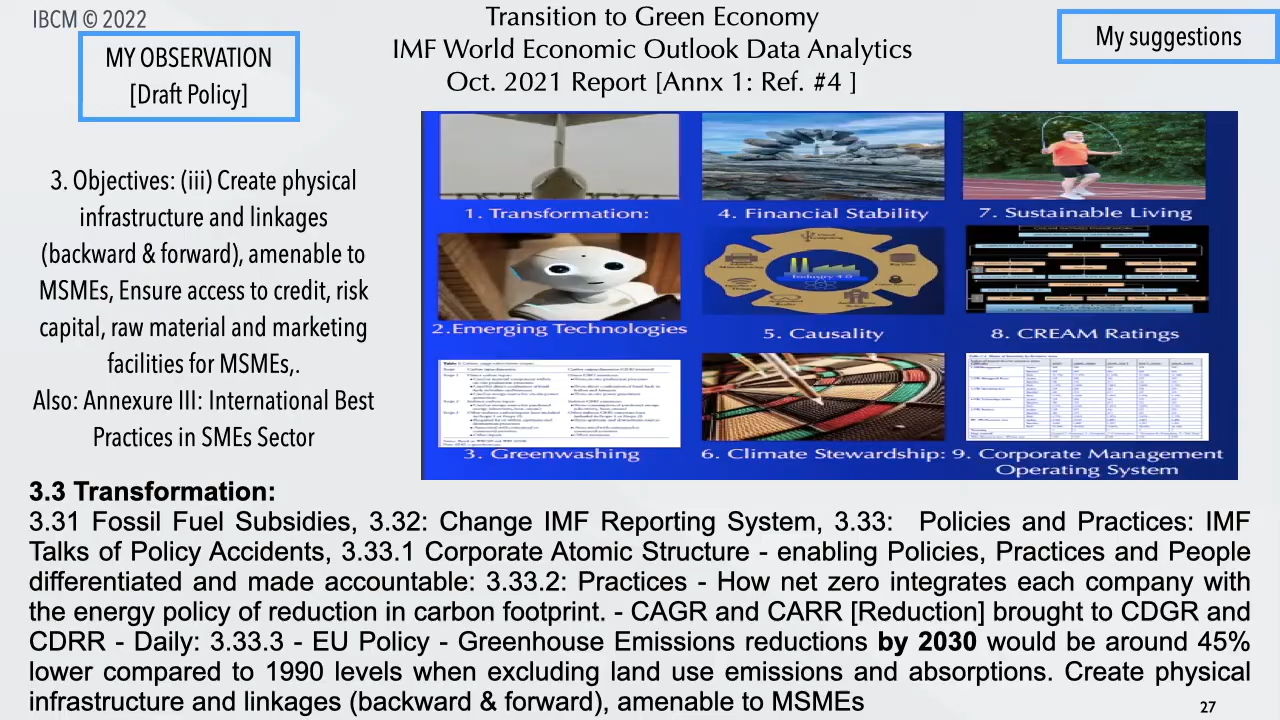 IBCM © 2022
Transition to Green Economy
IMF World Economic Outlook Data Analytics
Oct. 2021 Report [Annx 1: Ref. #4 ]
My suggestions
MY OBSERVATION
[Draft Policy]
3. Objectives: (iii) Create physical
infrastructure and linkages
(backward & forward), amenable to
MSMEs, Ensure access to credit, risk
capital, raw material and marketing
facilities for MSMEs,.
Also: Annexure III: International Best
Practices in SMEs Sector
1. Transformation:
4. Financial Stability
7. Sustainable Living
Industry 4.0
2.Emerging Technologies
5. Causality
8. CREAM Ratings
3. Greenwashing
6. Climate Stewardship:
9. Corporate Management
Operating System
3.3 Transformation:
3.31 Fossil Fuel Subsidies, 3.32: Change IMF Reporting System, 3.33: Policies and Practices: IMF
Talks of Policy Accidents, 3.33.1 Corporate Atomic Structure - enabling Policies, Practices and People
differentiated and made accountable: 3.33.2: Practices - How net zero integrates each company with
the energy policy of reduction in carbon footprint. - CAGR and CARR [Reduction] brought to CDGR and
CDRR - Daily: 3.33.3 - EU Policy - Greenhouse Emissions reductions by 2030 would be around 45%
lower compared to 1990 levels when excluding land use emissions and absorptions. Create physical
infrastructure and linkages (backward & forward), amenable to MSMEs
27